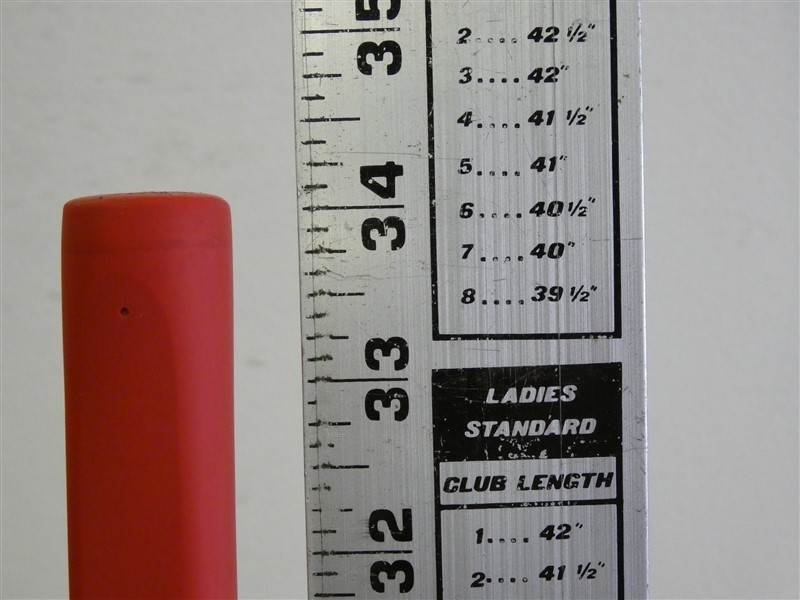 35
34
33
32
2.... 42 1/2"
3.... 42"
4.... 41 1/2"
5.... 41"
6.... 40 1/2"
7.... 40"
8.... 39 1/2"
LADIES
STANDARD
CLUB LENGTH
1.... 42"
2.... 41 1/2"